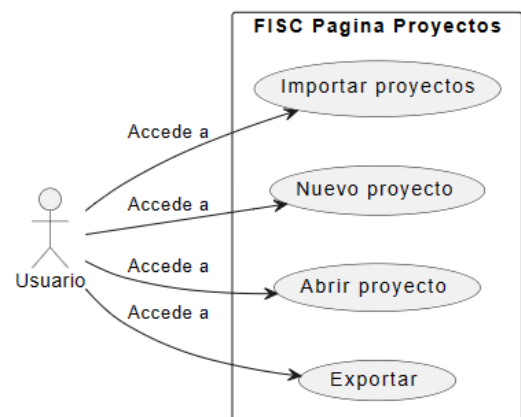 FISC Pagina Proyectos
Importar proyectos
Accede a
Nuevo proyecto
Accede a
Accede a
Abrir proyecto
Usuario
Accede a
Exportar